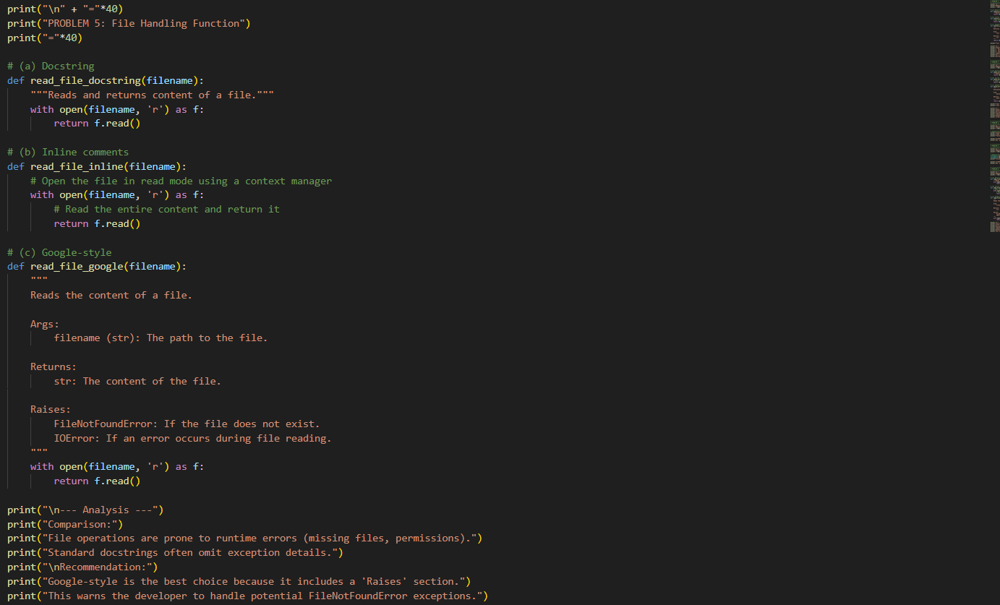 print("\n" + "="*40)
print("PROBLEM 5: File Handling Function")
print("="*40)
# (a) Docstring
def read_file_docstring(filename):
    """Reads and returns content of a file."""
    with open(filename, 'r') as f:
        return f.read()
# (b) Inline comments
def read_file_inline(filename):
    # Open the file in read mode using a context manager
    with open(filename, 'r') as f:
        # Read the entire content and return it
        return f.read()
# (c) Google-style
def read_file_google(filename):
    """
    Reads the content of a file.
    Args:
        filename (str): The path to the file.
    Returns:
        str: The content of the file.
    Raises:
        FileNotFoundError: If the file does not exist.
        IOError: If an error occurs during file reading.
    """
    with open(filename, 'r') as f:
        return f.read()
print("\n--- Analysis ---")
print("Comparison:")
print("File operations are prone to runtime errors (missing files, permissions).")
print("Standard docstrings often omit exception details.")
print("\nRecommendation:")
print("Google-style is the best choice because it includes a 'Raises' section.")
print("This warns the developer to handle potential FileNotFoundError exceptions.")